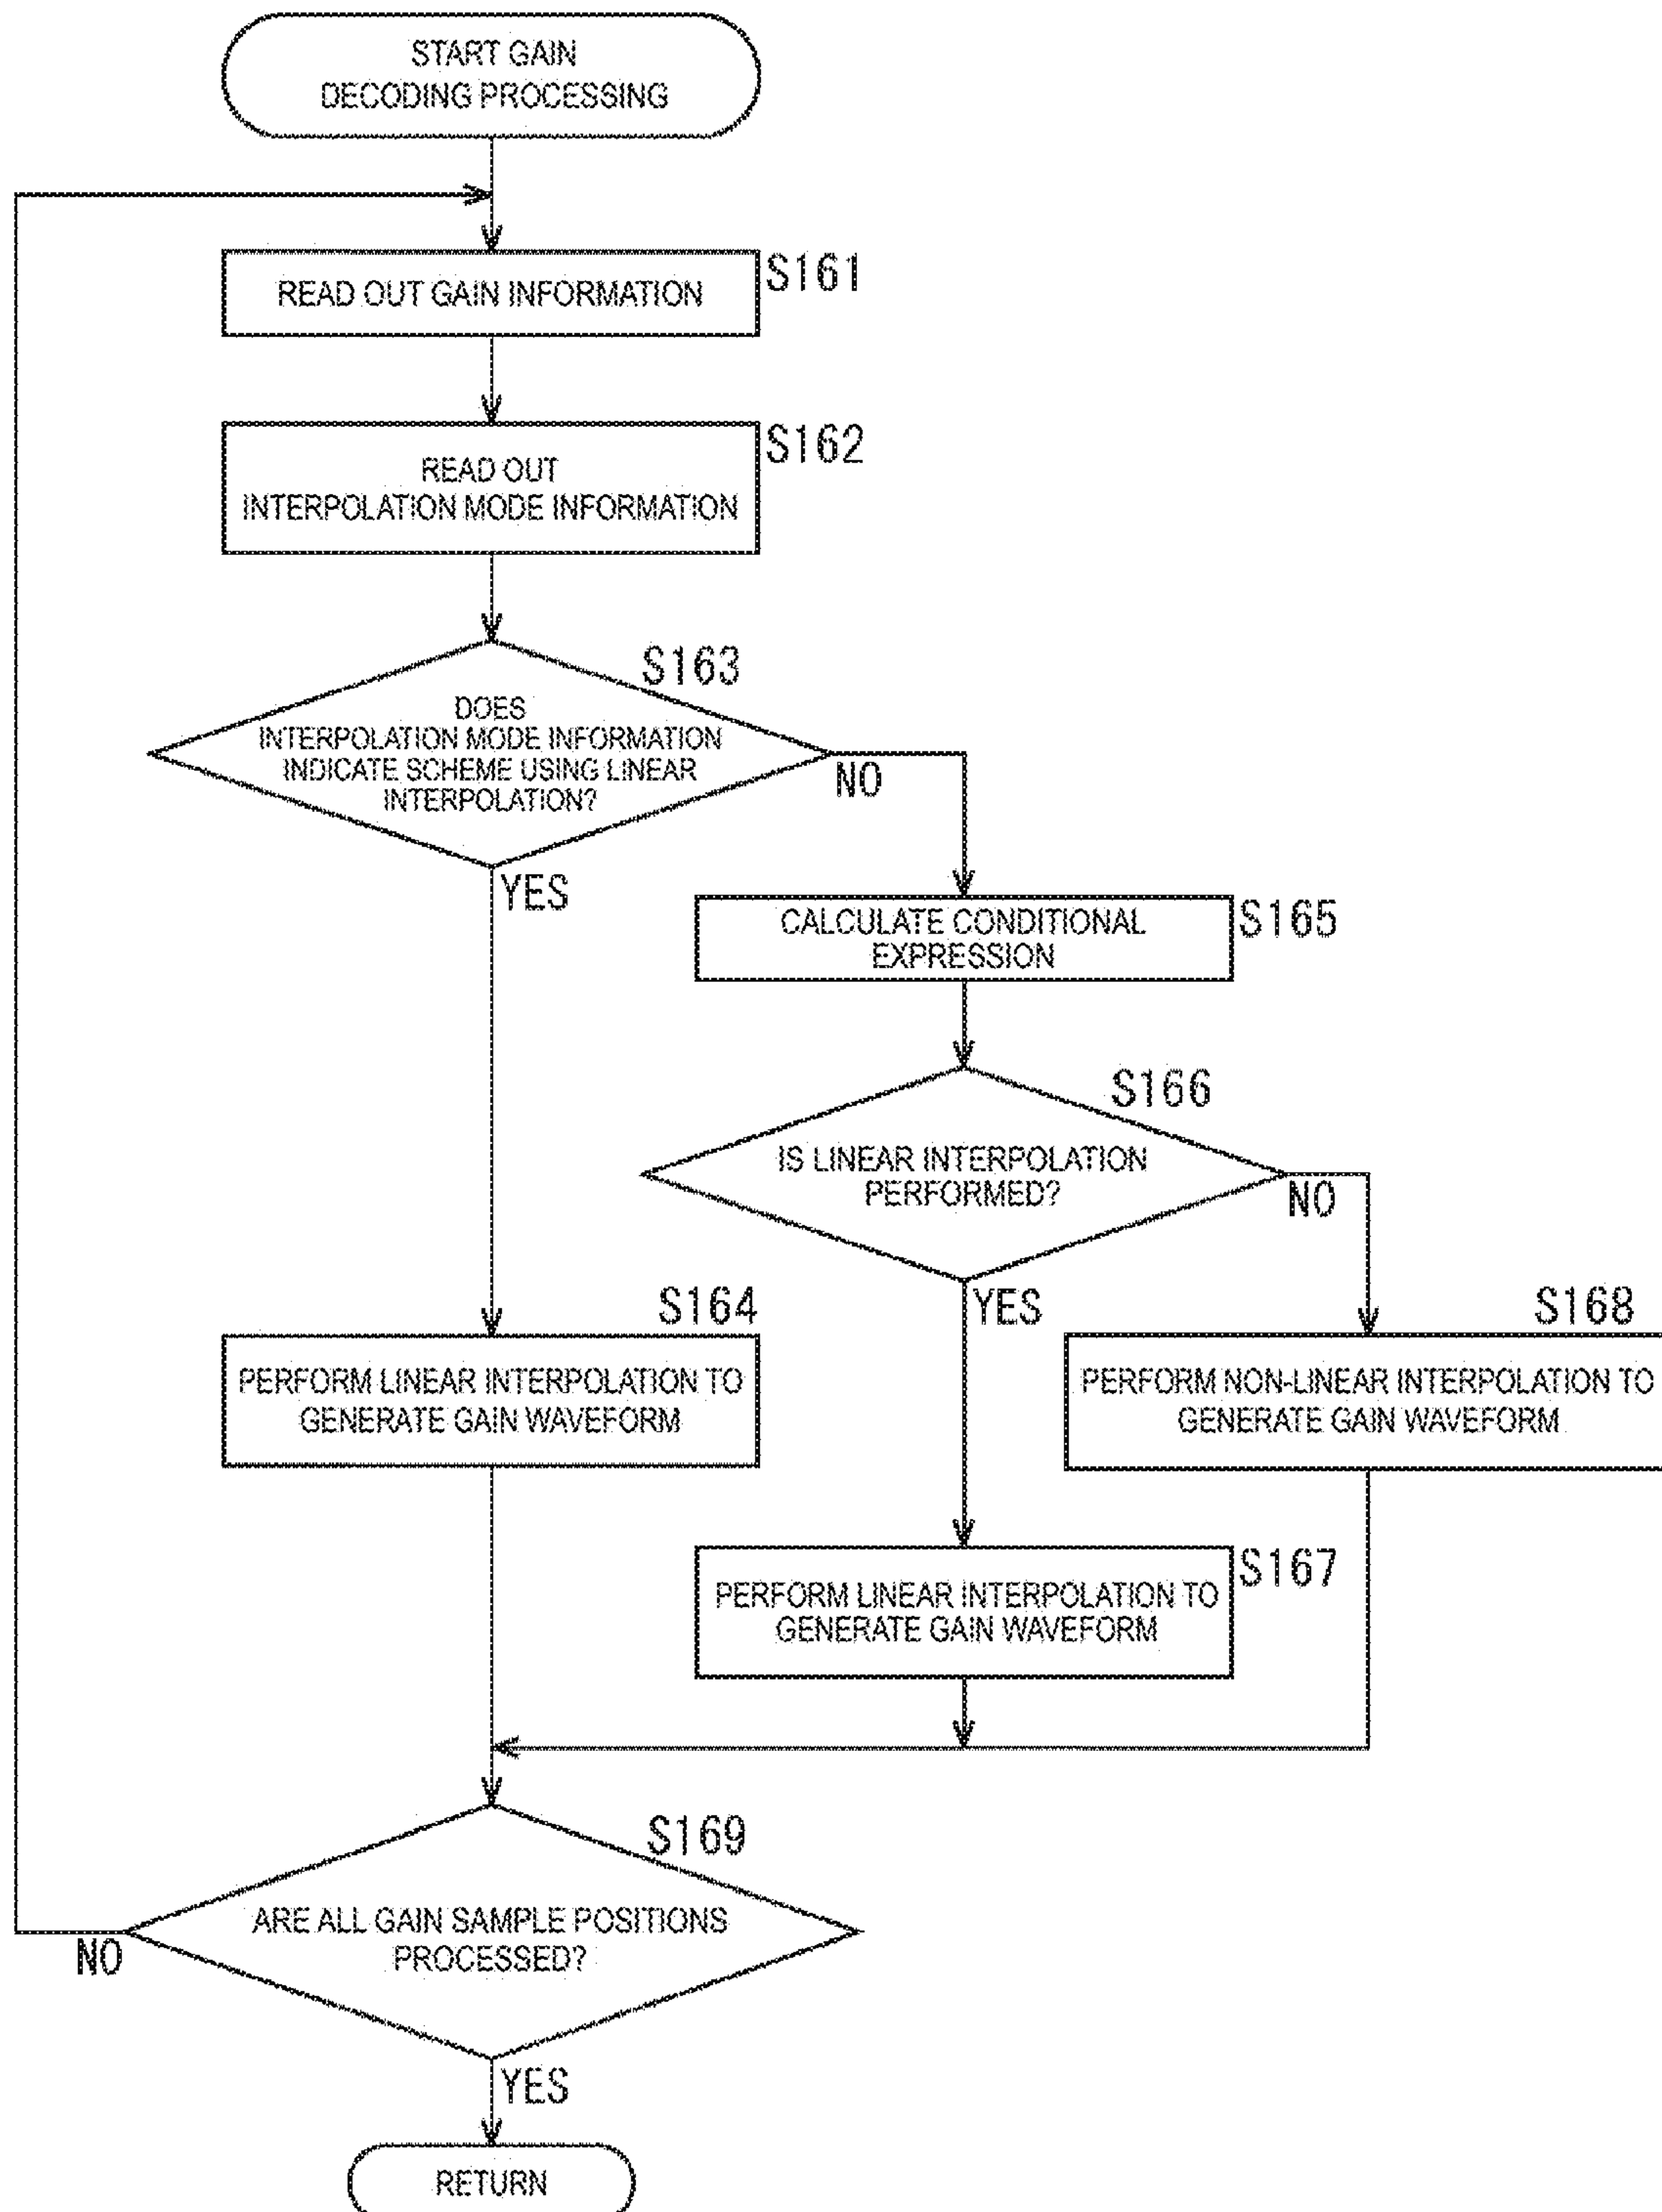 START GAIN
DECODING PROCESSING
S161
READ OUT GAIN INFORMATION
S162
READ OUT
INTERPOLATION MODE INFORMATION
S163
DOES
INTERPOLATION MODE INFORMATION
INDICATE SCHEME USING LINEAR
INTERPOLATION?
NO
YES
CALCULATE CONDITIONAL
EXPRESSION
S165
S166
IS LINEAR INTERPOLATION
PERFORMED?
NO
YES
S164
PERFORM LINEAR INTERPOLATION TO
GENERATE GAIN WAVEFORM
S168
PERFORM NON-LINEAR INTERPOLATION TO
GENERATE GAIN WAVEFORM
S167
PERFORM LINEAR INTERPOLATION TO
GENERATE GAIN WAVEFORM
S169
ARE ALL GAIN SAMPLE POSITIONS
PROCESSED?
NO
YES
RETURN